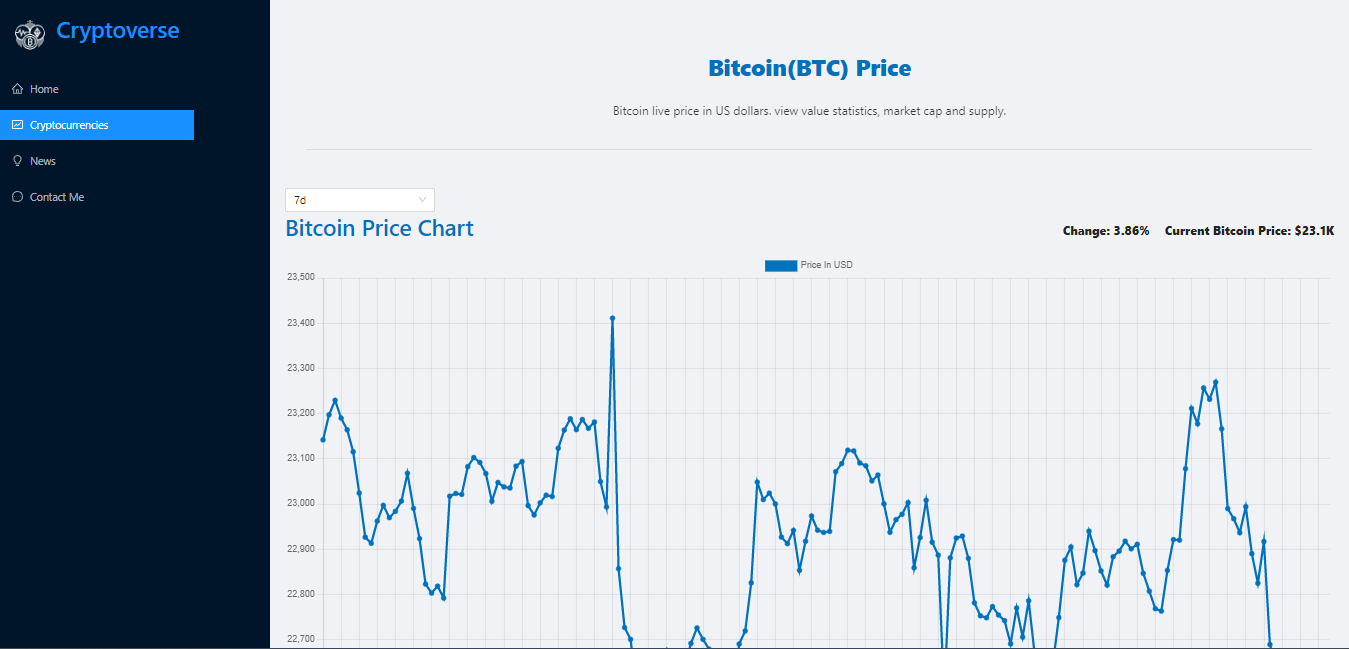 Cryptoverse
Home
Cryptocurrencies
News
Contact Me
Bitcoin(BTC) Price
Bitcoin live price in US dollars. view value statistics, market cap and supply.
7d
Bitcoin Price Chart
Change: 3.86% Current Bitcoin Price: $23.1K
Price In USD
23,500
23,400
23,300
23,200
23,100
23,000
22,900
22,800
22,700